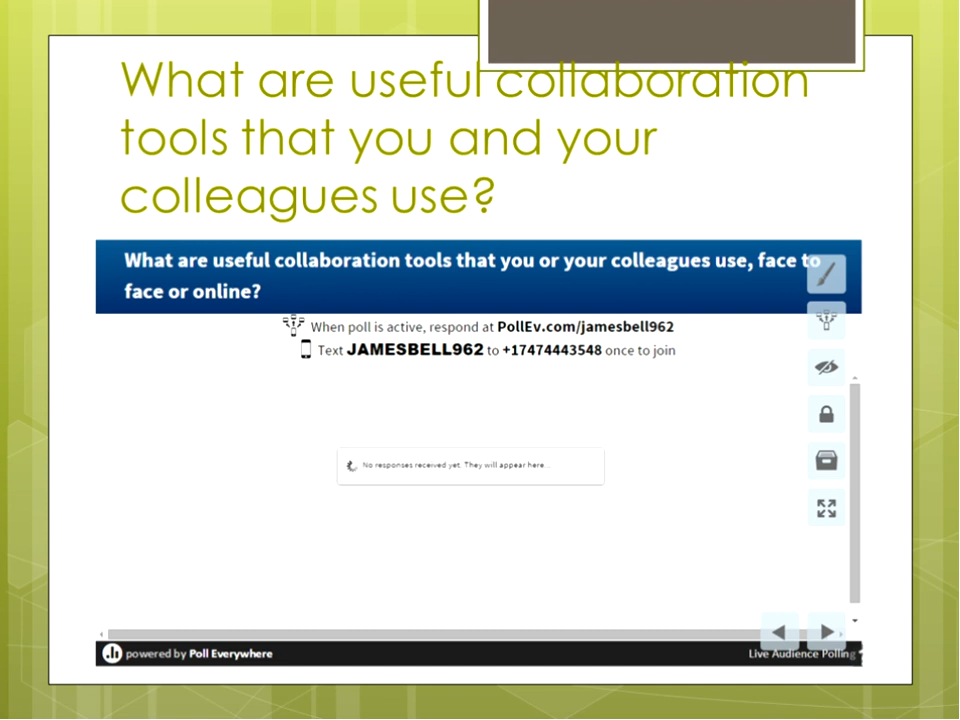 What are useful collaboration
tools that you and your
colleagues use?
What are useful collaboration tools that you or your colleagues use, face to
face or online?
When poll is active, respond at PollEv.com/jamesbell962
Text JAMESBELL962 to +17474443548 once to join
No responses received yet. They will appear here...
powered by Poll Everywhere
Live Audience Polling